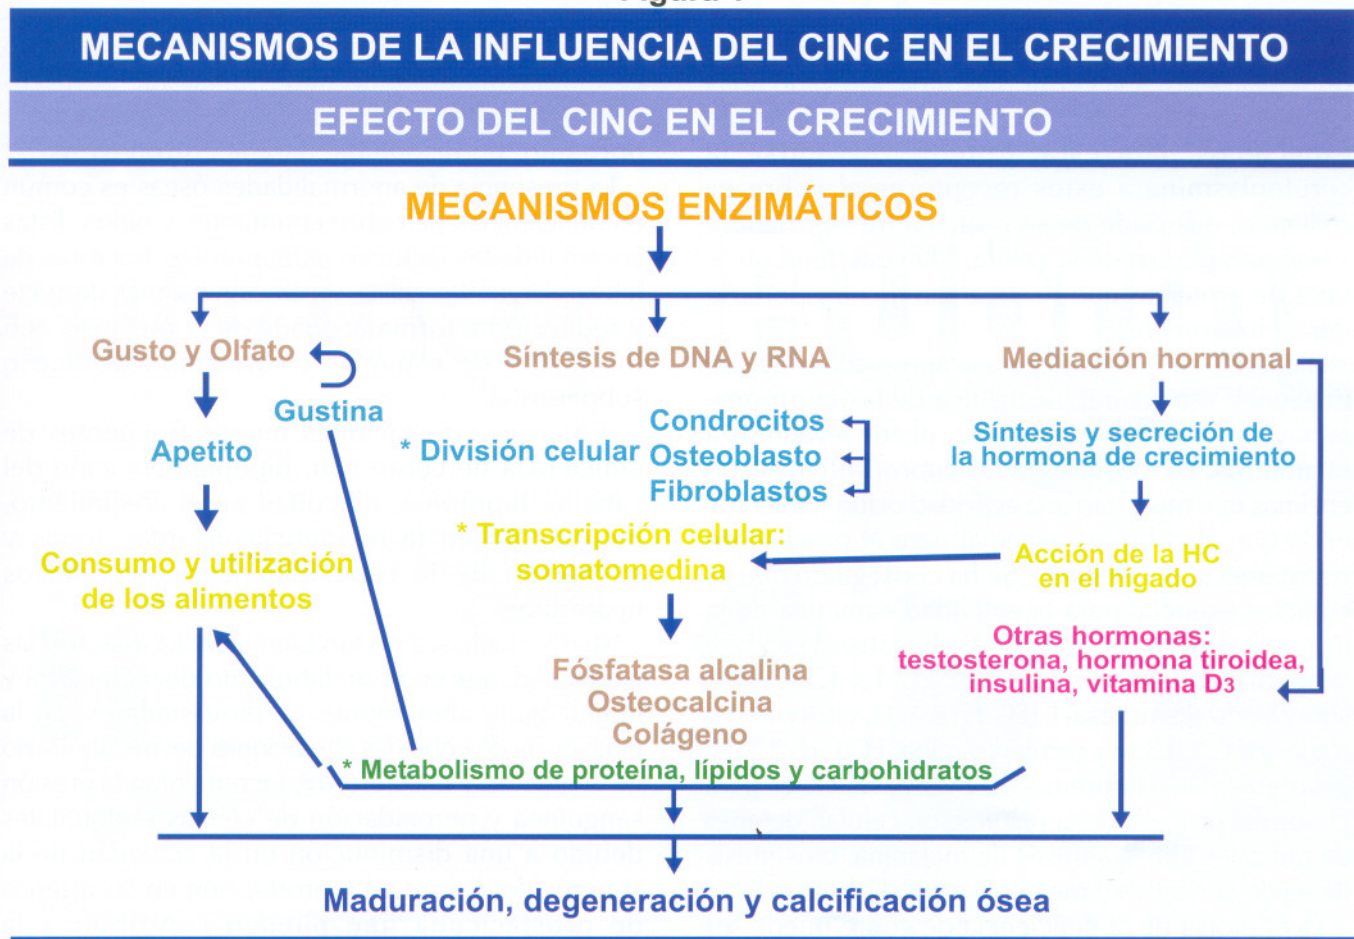 MECANISMOS DE LA INFLUENCIA DEL CINC EN EL CRECIMIENTO
EFECTO DEL CINC EN EL CRECIMIENTO
MECANISMOS ENZIMÁTICOS
Gusto y Olfato
Síntesis de DNA y RNA
Mediación hormonal
Gustina
Apetito
* División celular
Condrocitos
Osteoblasto
Fibroblastos
Síntesis y secreción de
la hormona de crecimiento
* Transcripción celular:
somatomedina
Acción de la HC
en el hígado
Consumo y utilización
de los alimentos
Otras hormonas:
testosterona, hormona tiroidea,
insulina, vitamina D3
Fósfatasa alcalina
Osteocalcina
Colágeno
* Metabolismo de proteína, lípidos y carbohidratos
Maduración, degeneración y calcificación ósea